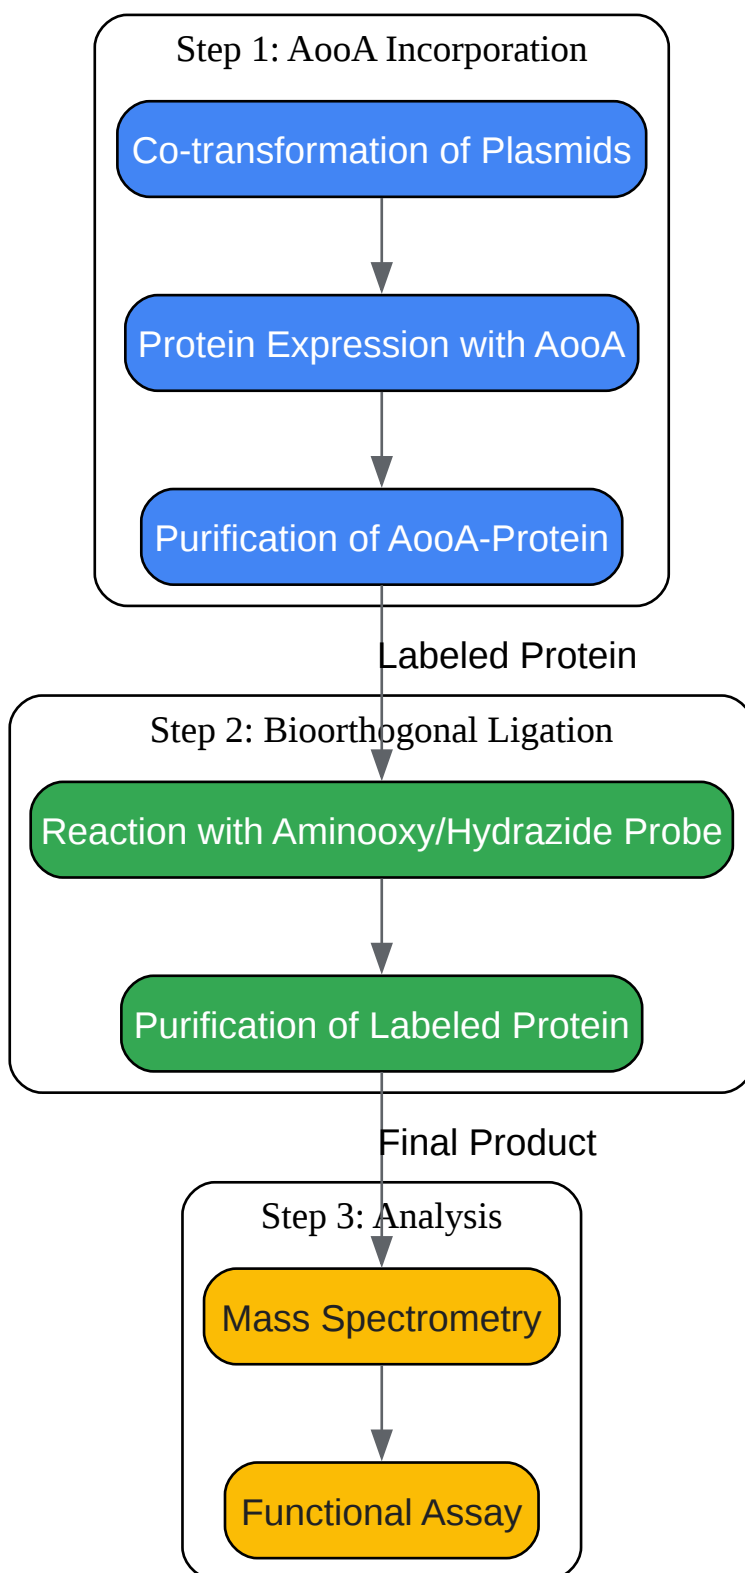 Step 1: AooA Incorporation
Co-transformation of Plasmids
Protein Expression with AooA
Purification of AooA-Protein
Labeled Protein
Step 2: Bioorthogonal Ligation
Reaction with Aminooxy/Hydrazide Probe
Purification of Labeled Protein
Final Product
Step 3: Analysis
Mass Spectrometry
Functional Assay